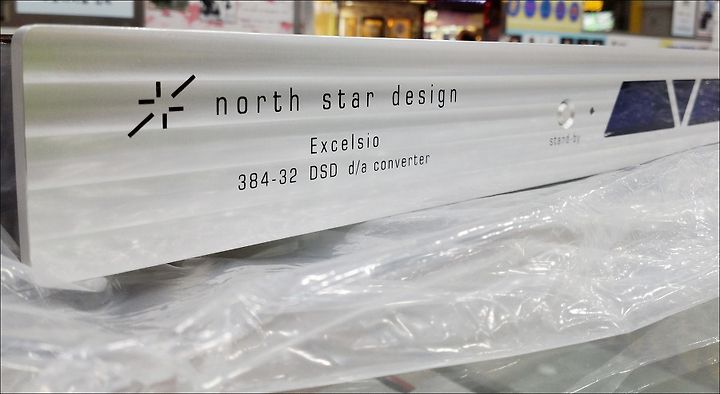 north star design
Excelsio
384-32 DSD d/a converter
stand-by